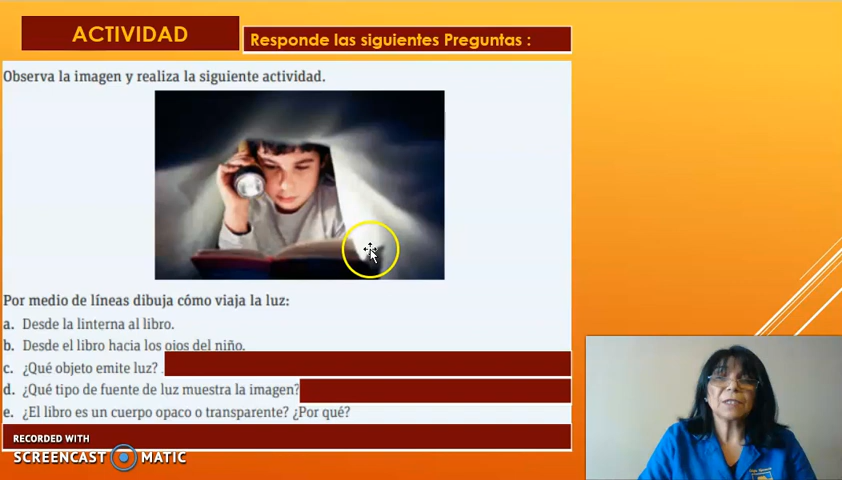 ACTIVIDAD
Responde las siguientes Preguntas :
Observa la imagen y realiza la siguiente actividad.
Por medio de líneas dibuja cómo viaja la luz:
a. Desde la linterna al libro.
b. Desde el libro hacia los ojos del niño.
c. ¿Qué objeto emite luz?
d. ¿Qué tipo de fuente de luz muestra la imagen?
e. ¿El libro es un cuerpo opaco o transparente? ¿Por qué?
RECORDED WITH
SCREENCAST MATIC